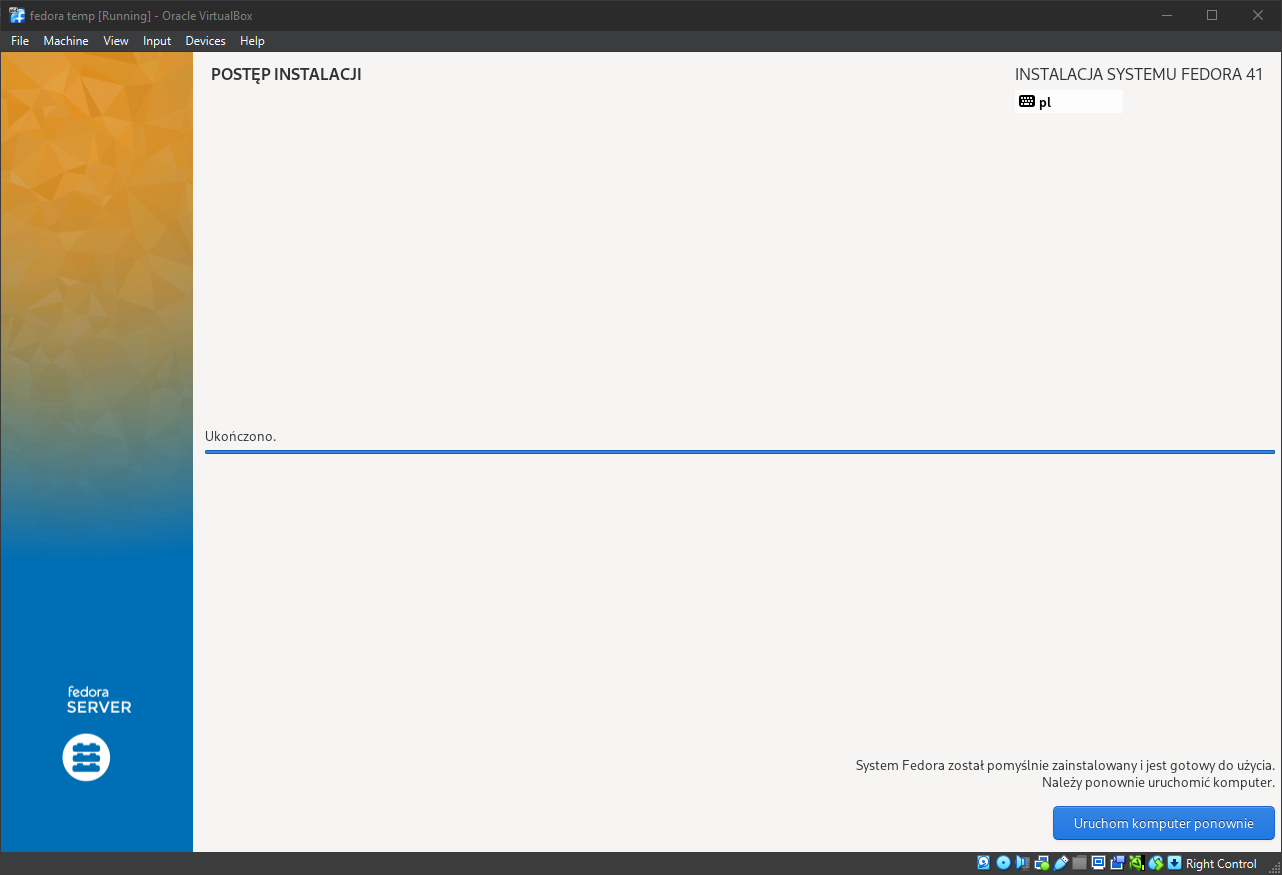 fedora temp [Running] - Oracle VirtualBox
File Machine View Input Devices Help
POSTĘP INSTALACJI
INSTALACJA SYSTEMU FEDORA 41
pl
Ukończono.
fedora
SERVER
System Fedora został pomyślnie zainstalowany i jest gotowy do użycia.
Należy ponownie uruchomić komputer.
Uruchom komputer ponownie
Right Control